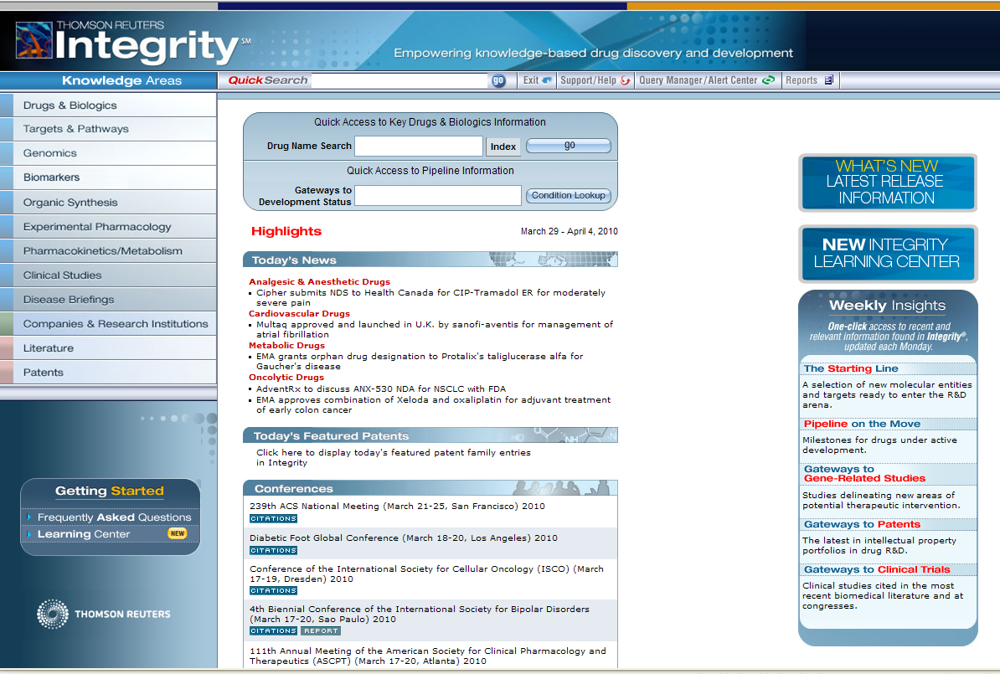 THOMSON REUTERS
Integrity SM
Empowering knowledge-based drug discovery and development
Knowledge Areas
QuickSearch
go
Exit
Support/Help
Query Manager/Alert Center
Reports
Drugs & Biologics
Targets & Pathways
Genomics
Biomarkers
Organic Synthesis
Experimental Pharmacology
Pharmacokinetics/Metabolism
Clinical Studies
Disease Briefings
Companies & Research Institutions
Literature
Patents
Getting Started
Frequently Asked Questions
Learning Center NEW
THOMSON REUTERS
Quick Access to Key Drugs & Biologics Information
Drug Name Search Index go
Quick Access to Pipeline Information
Gateways to
Development Status Condition Lookup
Highlights March 29 - April 4, 2010
Today's News
Analgesic & Anesthetic Drugs
Cipher submits NDS to Health Canada for CIP-Tramadol ER for moderately
severe pain
Cardiovascular Drugs
Multaq approved and launched in U.K. by sanofi-aventis for management of
atrial fibrillation
Metabolic Drugs
EMA grants orphan drug designation to Protalix's taliglucerase alfa for
Gaucher's disease
Oncolytic Drugs
AdventRx to discuss ANX-530 NDA for NSCLC with FDA
EMA approves combination of Xeloda and oxaliplatin for adjuvant treatment
of early colon cancer
Today's Featured Patents
Click here to display today's featured patent family entries
in Integrity
Conferences
239th ACS National Meeting (March 21-25, San Francisco) 2010
CITATIONS
Diabetic Foot Global Conference (March 18-20, Los Angeles) 2010
CITATIONS
Conference of the International Society for Cellular Oncology (ISCO) (March
17-19, Dresden) 2010
CITATIONS
4th Biennial Conference of the International Society for Bipolar Disorders
(March 17-20, Sao Paulo) 2010
CITATIONS REPORT
111th Annual Meeting of the American Society for Clinical Pharmacology and
Therapeutics (ASCPT) (March 17-20, Atlanta) 2010
WHAT'S NEW
LATEST RELEASE
INFORMATION
NEW INTEGRITY
LEARNING CENTER
Weekly Insights
One-click access to recent and
relevant information found in Integrity®,
updated each Monday.
The Starting Line
A selection of new molecular entities
and targets ready to enter the R&D
arena.
Pipeline on the Move
Milestones for drugs under active
development.
Gateways to
Gene-Related Studies
Studies delineating new areas of
potential therapeutic intervention.
Gateways to Patents
The latest in intellectual property
portfolios in drug R&D.
Gateways to Clinical Trials
Clinical studies cited in the most
recent biomedical literature and at
congresses.